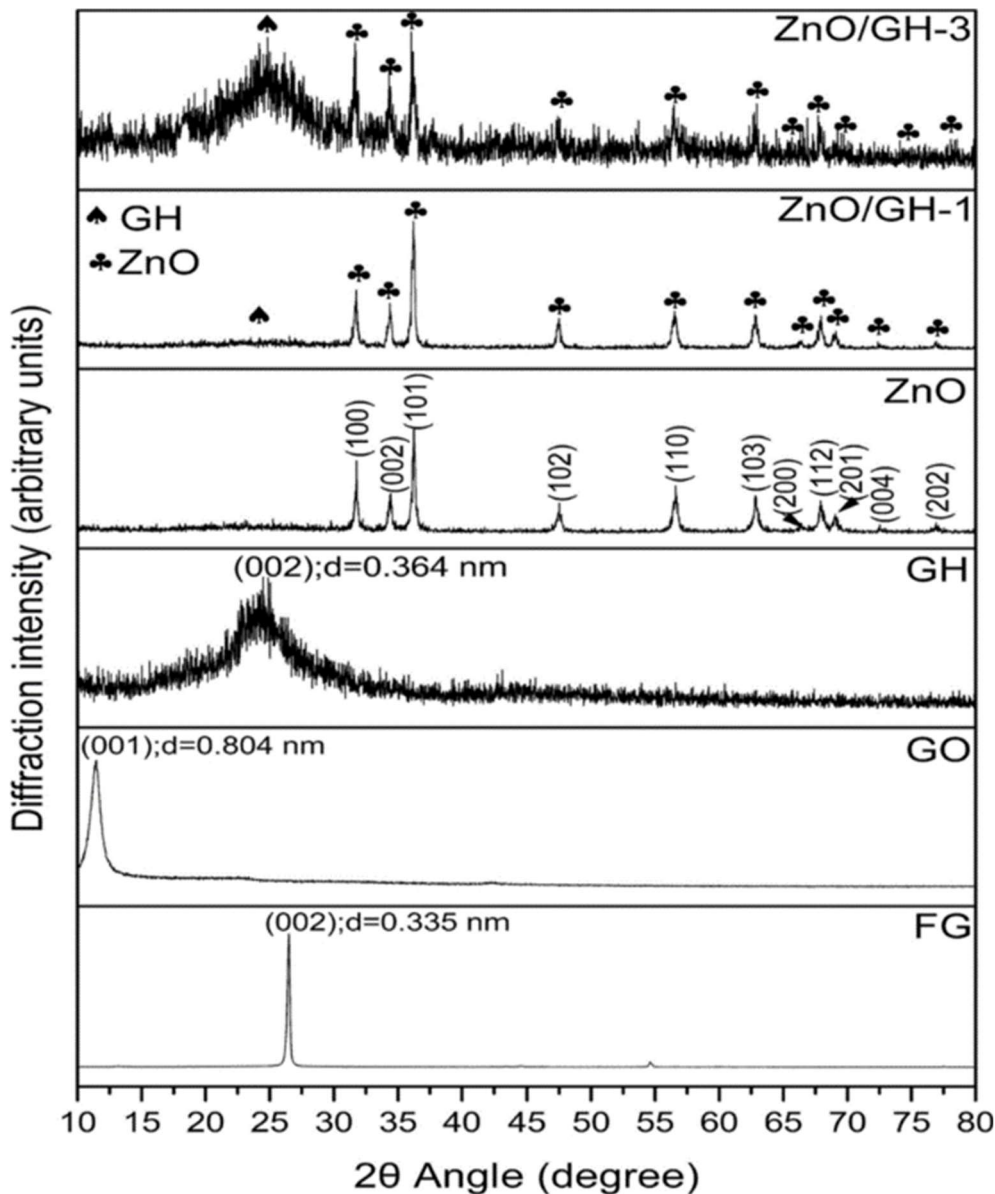 ZnO/GH-3
♠ ♣ ♣ ♣ ♣ ♣ ♣ ♣ ♣ ♣ ♣ ♣
ZnO/GH-1
♠ GH
♣ ZnO
♠ ♣ ♣ ♣ ♣ ♣ ♣ ♣ ♣ ♣ ♣ ♣
ZnO
(100)
(002)
(101)
(102)
(110)
(103)
(200)
(112)
(201)
(004)
(202)
GH
(002);d=0.364 nm
GO
(001);d=0.804 nm
FG
(002);d=0.335 nm
Diffraction intensity (arbitrary units)
10 15 20 25 30 35 40 45 50 55 60 65 70 75 80
2θ Angle (degree)